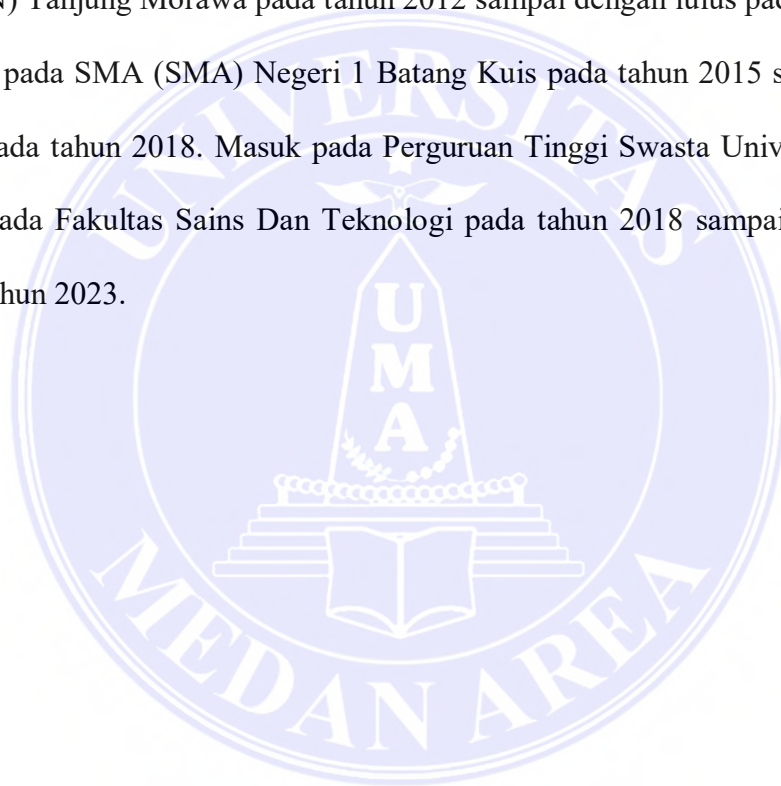 N) Tanjung Morawa pada tahun 2012 sampai dengan lulus pad
pada SMA (SMA) Negeri 1 Batang Kuis pada tahun 2015 s
ada tahun 2018. Masuk pada Perguruan Tinggi Swasta Univ
ada Fakultas Sains Dan Teknologi pada tahun 2018 sampai
hun 2023.
UNIVERSITAS
U
M
A
MEDAN AREA